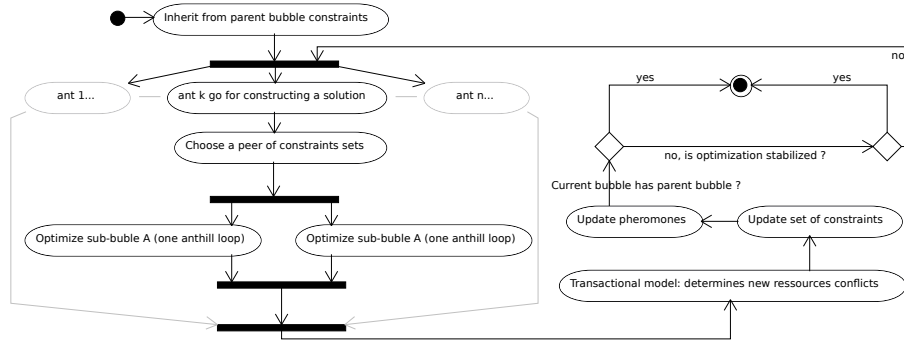 Inherit from parent bubble constraints
no
ant 1...
ant k go for constructing a solution
ant n...
yes
yes
Choose a peer of constraints sets
no, is optimization stabilized ?
Current bubble has parent bubble ?
Update pheromones
Update set of constraints
Optimize sub-buble A (one anthill loop)
Optimize sub-buble A (one anthill loop)
Transactional model: determines new ressources conflicts